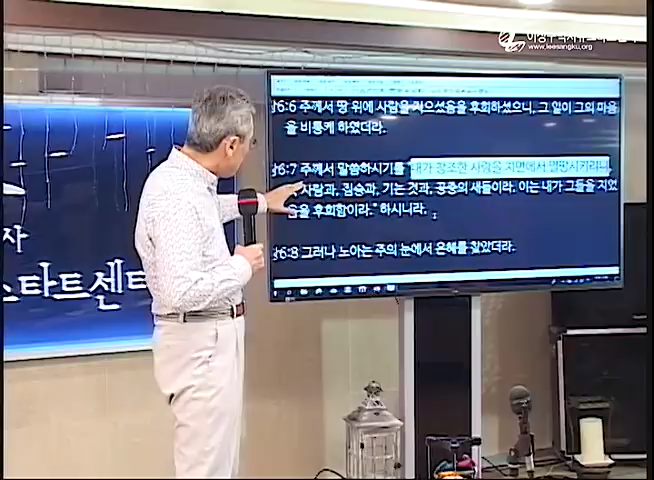 www.leesangku.org
창6:6 주께서 땅 위에 사람을 지으셨음을 후회하셨으니, 그 일이 그의 마음
을 비통케 하였더라.
창6:7 주께서 말씀하시기를 "내가 창조한 사람을 지면에서 멸망시키리니,
사람과, 짐승과, 기는 것과, 공중의 새들이라. 이는 내가 그들을 지었
음을 후회함이라." 하시니라.
창6:8 그러나 노아는 주의 눈에서 은혜를 찾았더라.
자
스타트센터